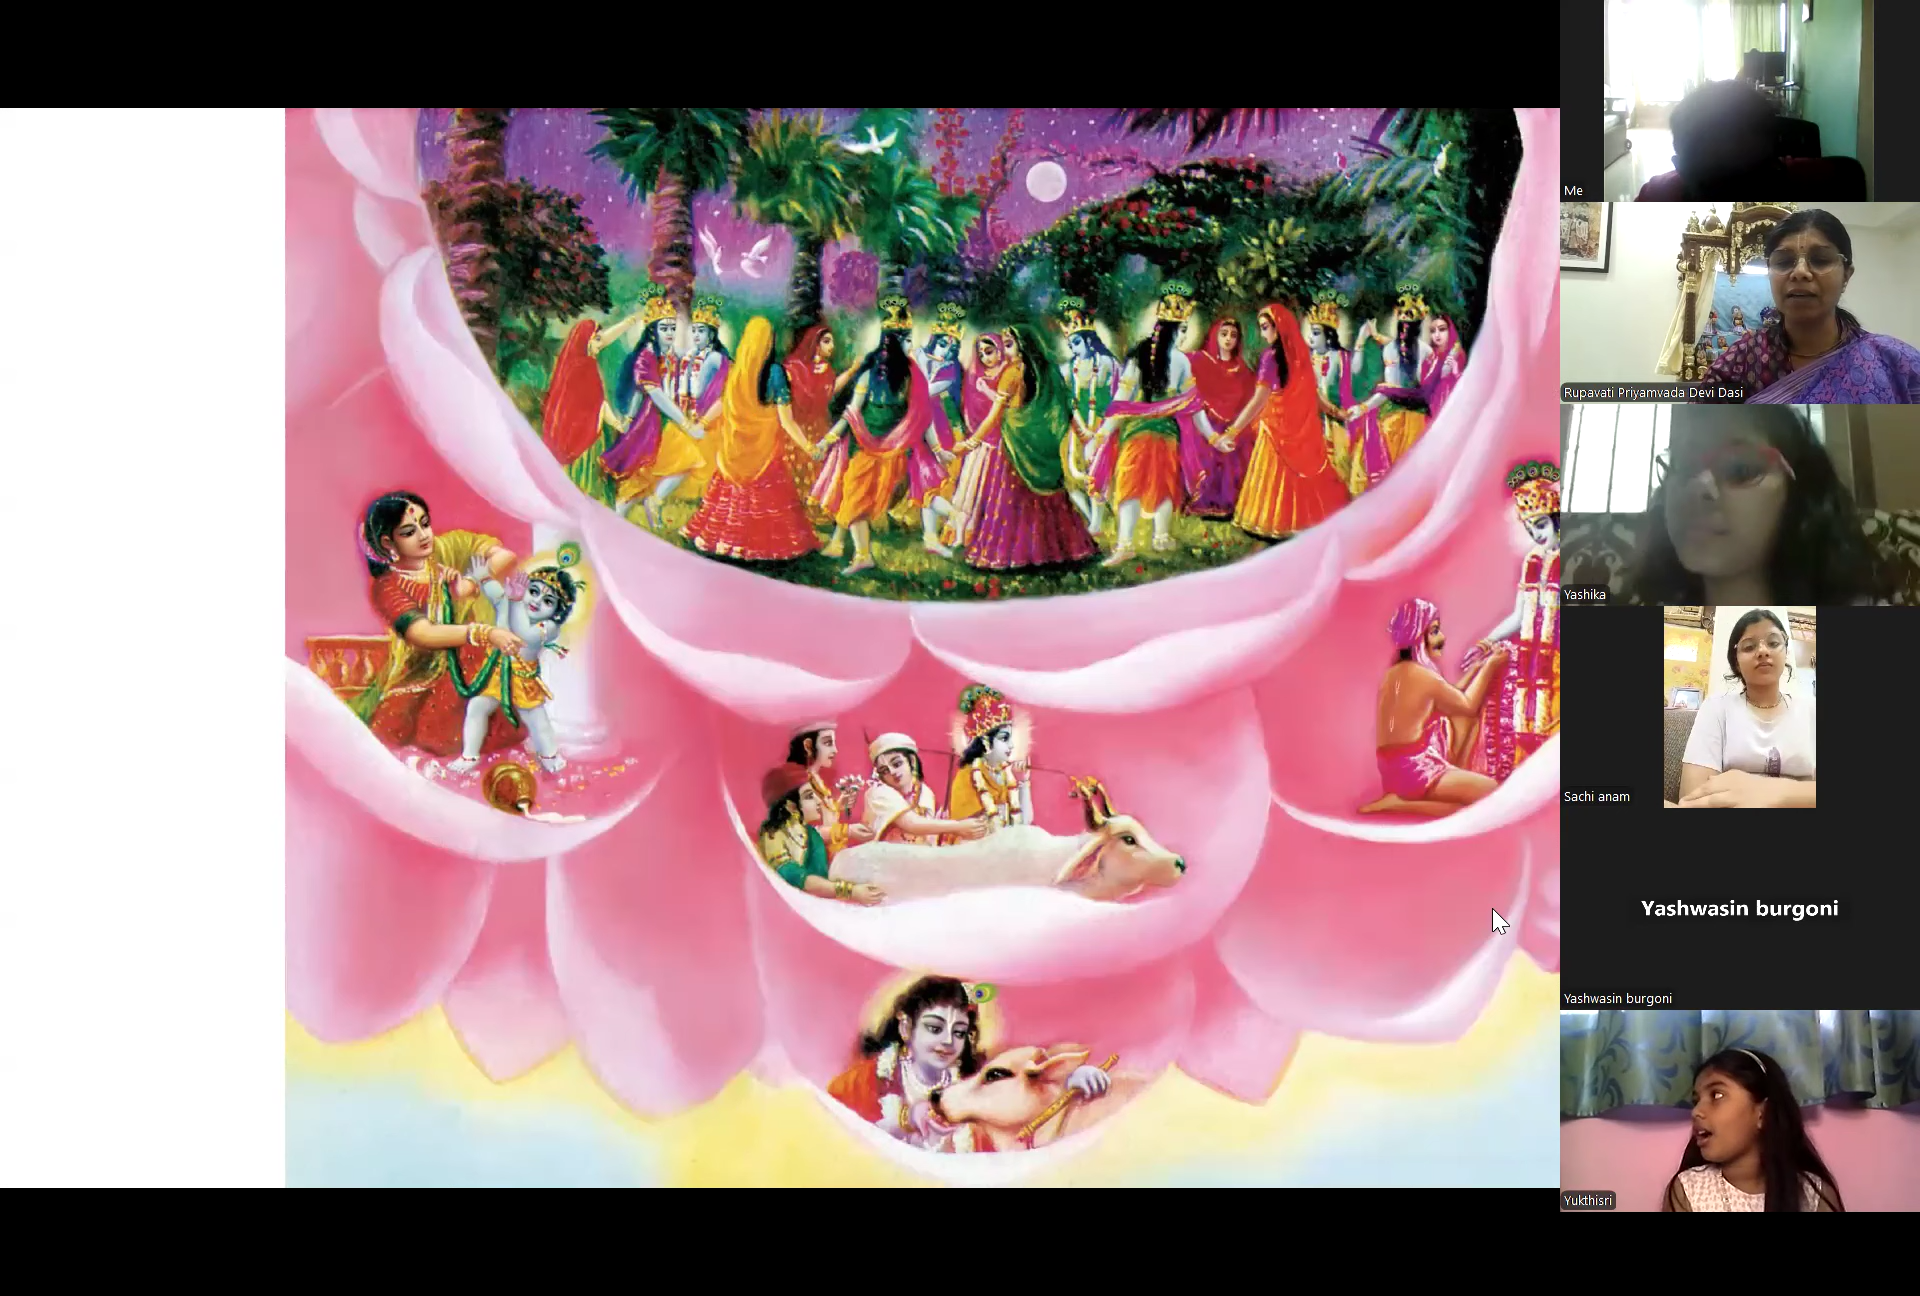 Me
Rupavati Priyamvada Devi Dasi
Yashika
Sachi anam
Yashwasin burgoni
Yashwasin burgoni
Yukthisri